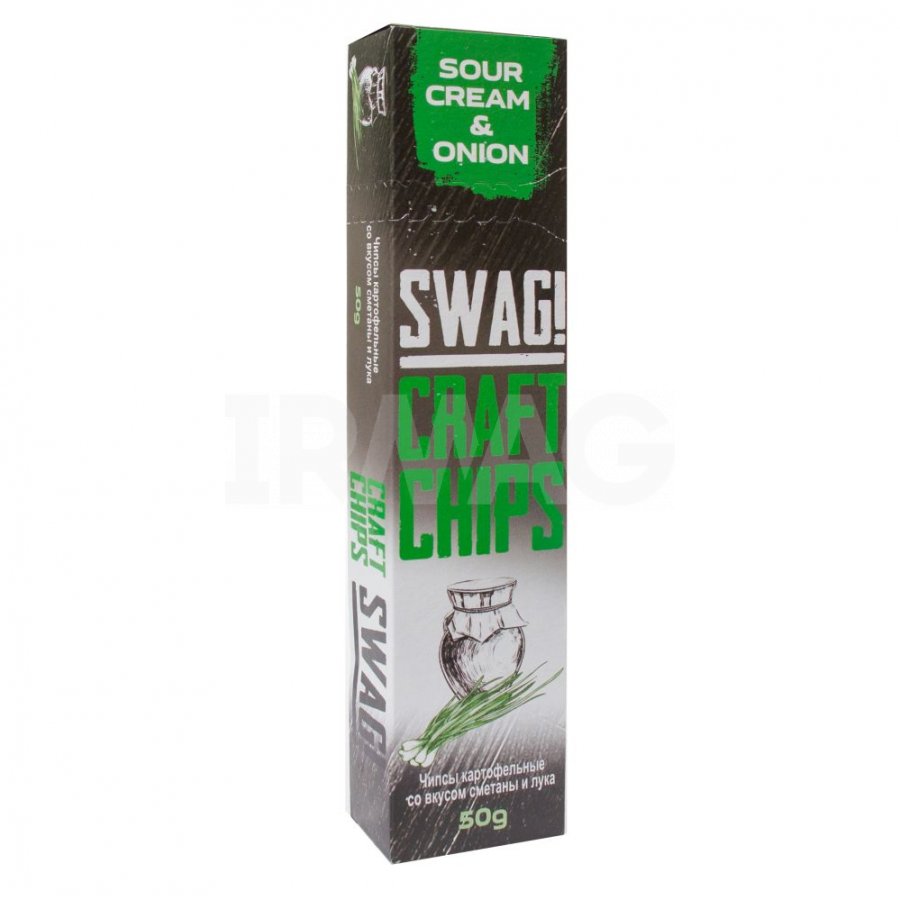 SOUR
CREAM
&
ONION
SWAG!
CRAFT
CHIPS
Чипсы картофельные
со вкусом сметаны и лука
50g
Чипсы картофельные
со вкусом сметаны и лука
50g
CRAFT
CHIPS
SWAG!
IRMAG